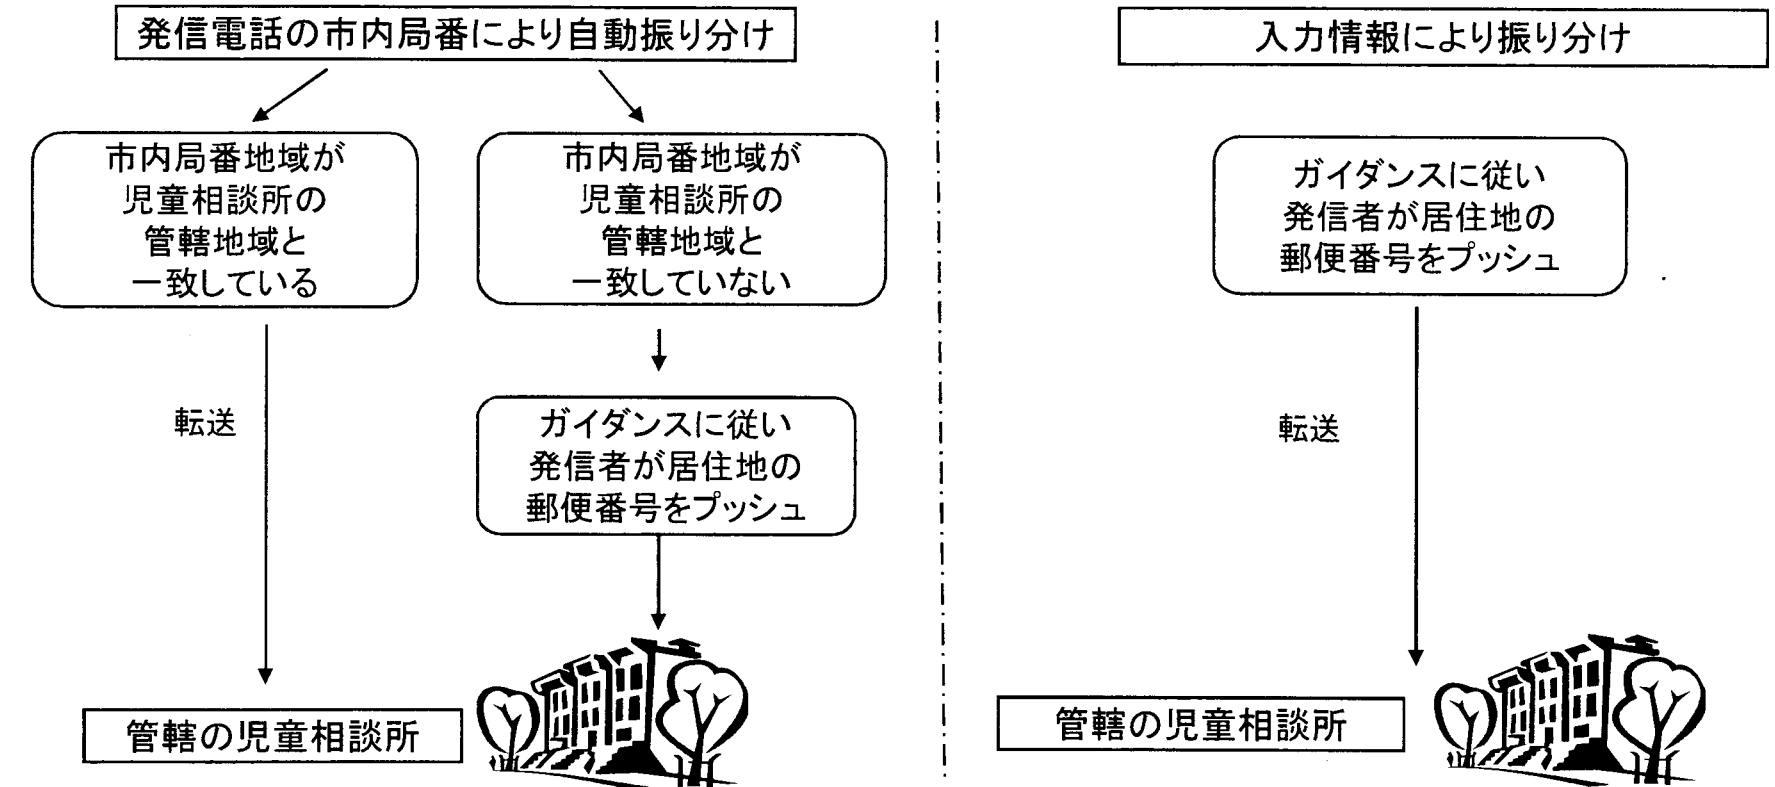 発信電話の市内局番により自動振り分け
市内局番地域が
児童相談所の
管轄地域と
一致している
市内局番地域が
児童相談所の
管轄地域と
一致していない
転送
ガイダンスに従い
発信者が居住地の
郵便番号をプッシュ
管轄の児童相談所
入力情報により振り分け
ガイダンスに従い
発信者が居住地の
郵便番号をプッシュ
転送
管轄の児童相談所